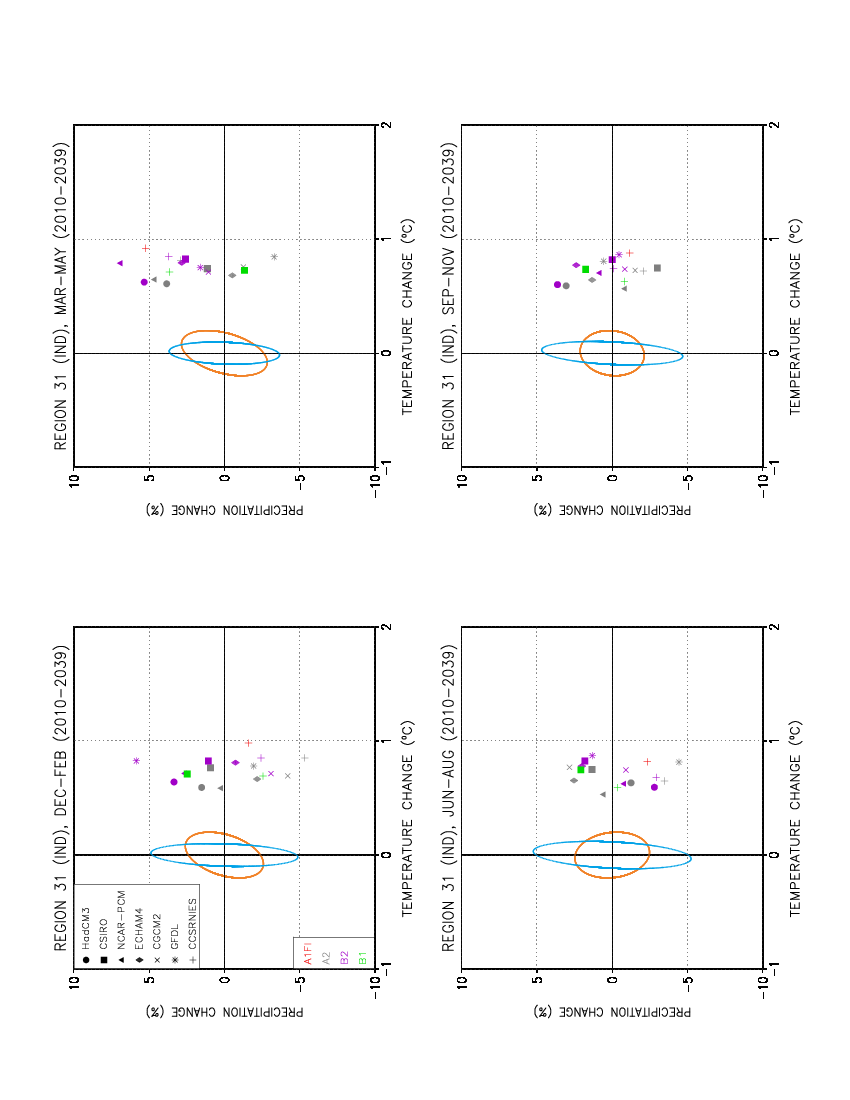 REGION 31 (IND), DEC-FEB (2010-2039)
10
5
0
-5
-10
PRECIPITATION CHANGE (%)
-1
0
1
2
TEMPERATURE CHANGE (ºC)
HadCM3
CSIRO
NCAR-PCM
ECHAM4
CGCM2
GFDL
CCSRNIES
A1FI
A2
B2
B1
REGION 31 (IND), MAR-MAY (2010-2039)
10
5
0
-5
-10
PRECIPITATION CHANGE (%)
-1
0
1
2
TEMPERATURE CHANGE (ºC)
REGION 31 (IND), JUN-AUG (2010-2039)
10
5
0
-5
-10
PRECIPITATION CHANGE (%)
-1
0
1
2
TEMPERATURE CHANGE (ºC)
REGION 31 (IND), SEP-NOV (2010-2039)
10
5
0
-5
-10
PRECIPITATION CHANGE (%)
-1
0
1
2
TEMPERATURE CHANGE (ºC)